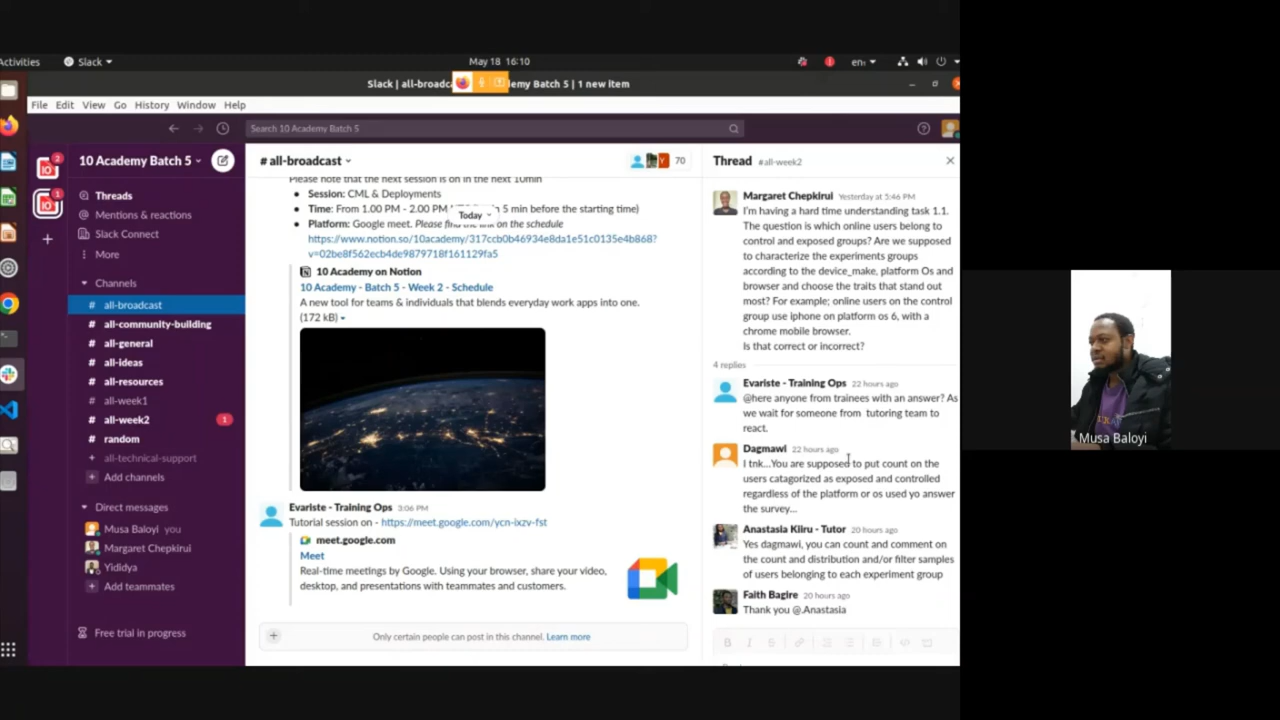 Activities
Slack
May 18 16:10
en
Slack | all-broadc
emy Batch 5 | 1 new item
File Edit View Go History Window Help
Search 10 Academy Batch 5
2
1
10 Academy Batch 5
Threads
Mentions & reactions
Slack Connect
More
Channels
# all-broadcast
# all-community-building
# all-general
# all-ideas
# all-resources
# all-week1
# all-week2 1
# random
+ all-technical-support
+ Add channels
Direct messages
Musa Baloyi you
Margaret Chepkirui
Yididya
+ Add teammates
Free trial in progress
# all-broadcast
70
Please note that the next session is on in the next 10min
• Session: CML & Deployments
• Time: From 1.00 PM - 2.00 PM
Today
5 min before the starting time)
• Platform: Google meet. Please find the link on the schedule
https://www.notion.so/10academy/317ccb0b46934e8da1e51c0135e4b868?
v=02be8f562ecb4de9879718f161129fa5
10 Academy on Notion
10 Academy - Batch 5 - Week 2 - Schedule
A new tool for teams & individuals that blends everyday work apps into one.
(172 kB)
Evariste - Training Ops 3:06 PM
Tutorial session on - https://meet.google.com/ycn-ixzv-fst
meet.google.com
Meet
Real-time meetings by Google. Using your browser, share your video,
desktop, and presentations with teammates and customers.
Only certain people can post in this channel. Learn more
Thread #all-week2
Margaret Chepkirui Yesterday at 5:46 PM
I'm having a hard time understanding task 1.1.
The question is which online users belong to
control and exposed groups? Are we supposed
to characterize the experiments groups
according to the device_make, platform Os and
browser and choose the traits that stand out
most? For example; online users on the control
group use iphone on platform os 6, with a
chrome mobile browser.
Is that correct or incorrect?
4 replies
Evariste - Training Ops 22 hours ago
@here anyone from trainees with an answer? As
we wait for someone from tutoring team to
react.
Dagmawi 22 hours ago
I tnk...You are supposed to put count on the
users catagorized as exposed and controlled
regardless of the platform or os used yo answer
the survey...
Anastasia Kiiru - Tutor 20 hours ago
Yes dagmawi, you can count and comment on
the count and distribution and/or filter samples
of users belonging to each experiment group
Faith Bagire 20 hours ago
Thank you @.Anastasia
B I S
Musa Baloyi